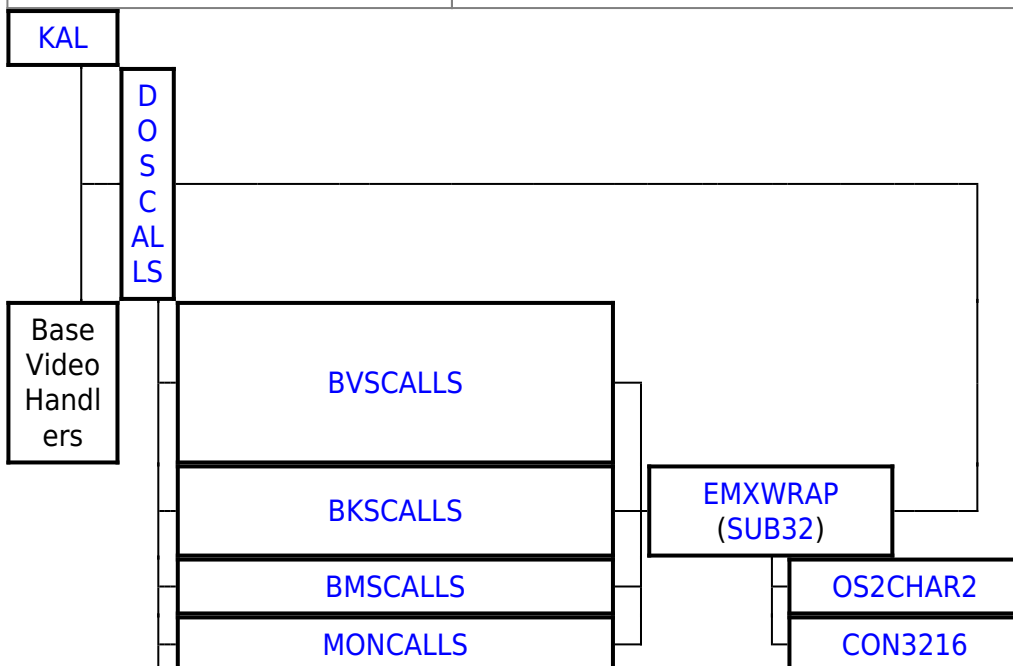 KAL
D
O
S
C
AL
LS
Base
Video
Handl
ers
BVSCALLS
BKSCALLS
EMXWRAP
(SUB32)
BMSCALLS
OS2CHAR2
MONCALLS
CON3216